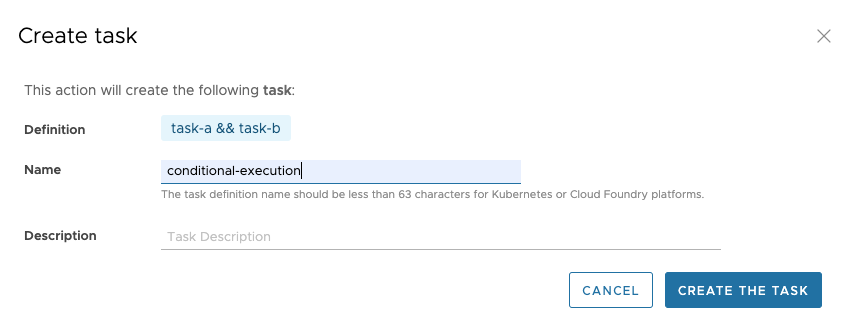 Create task
This action will create the following task:
Definition task-a && task-b
Name conditional-execution
The task definition name should be less than 63 characters for Kubernetes or Cloud Foundry platforms.
Description Task Description
CANCEL CREATE THE TASK